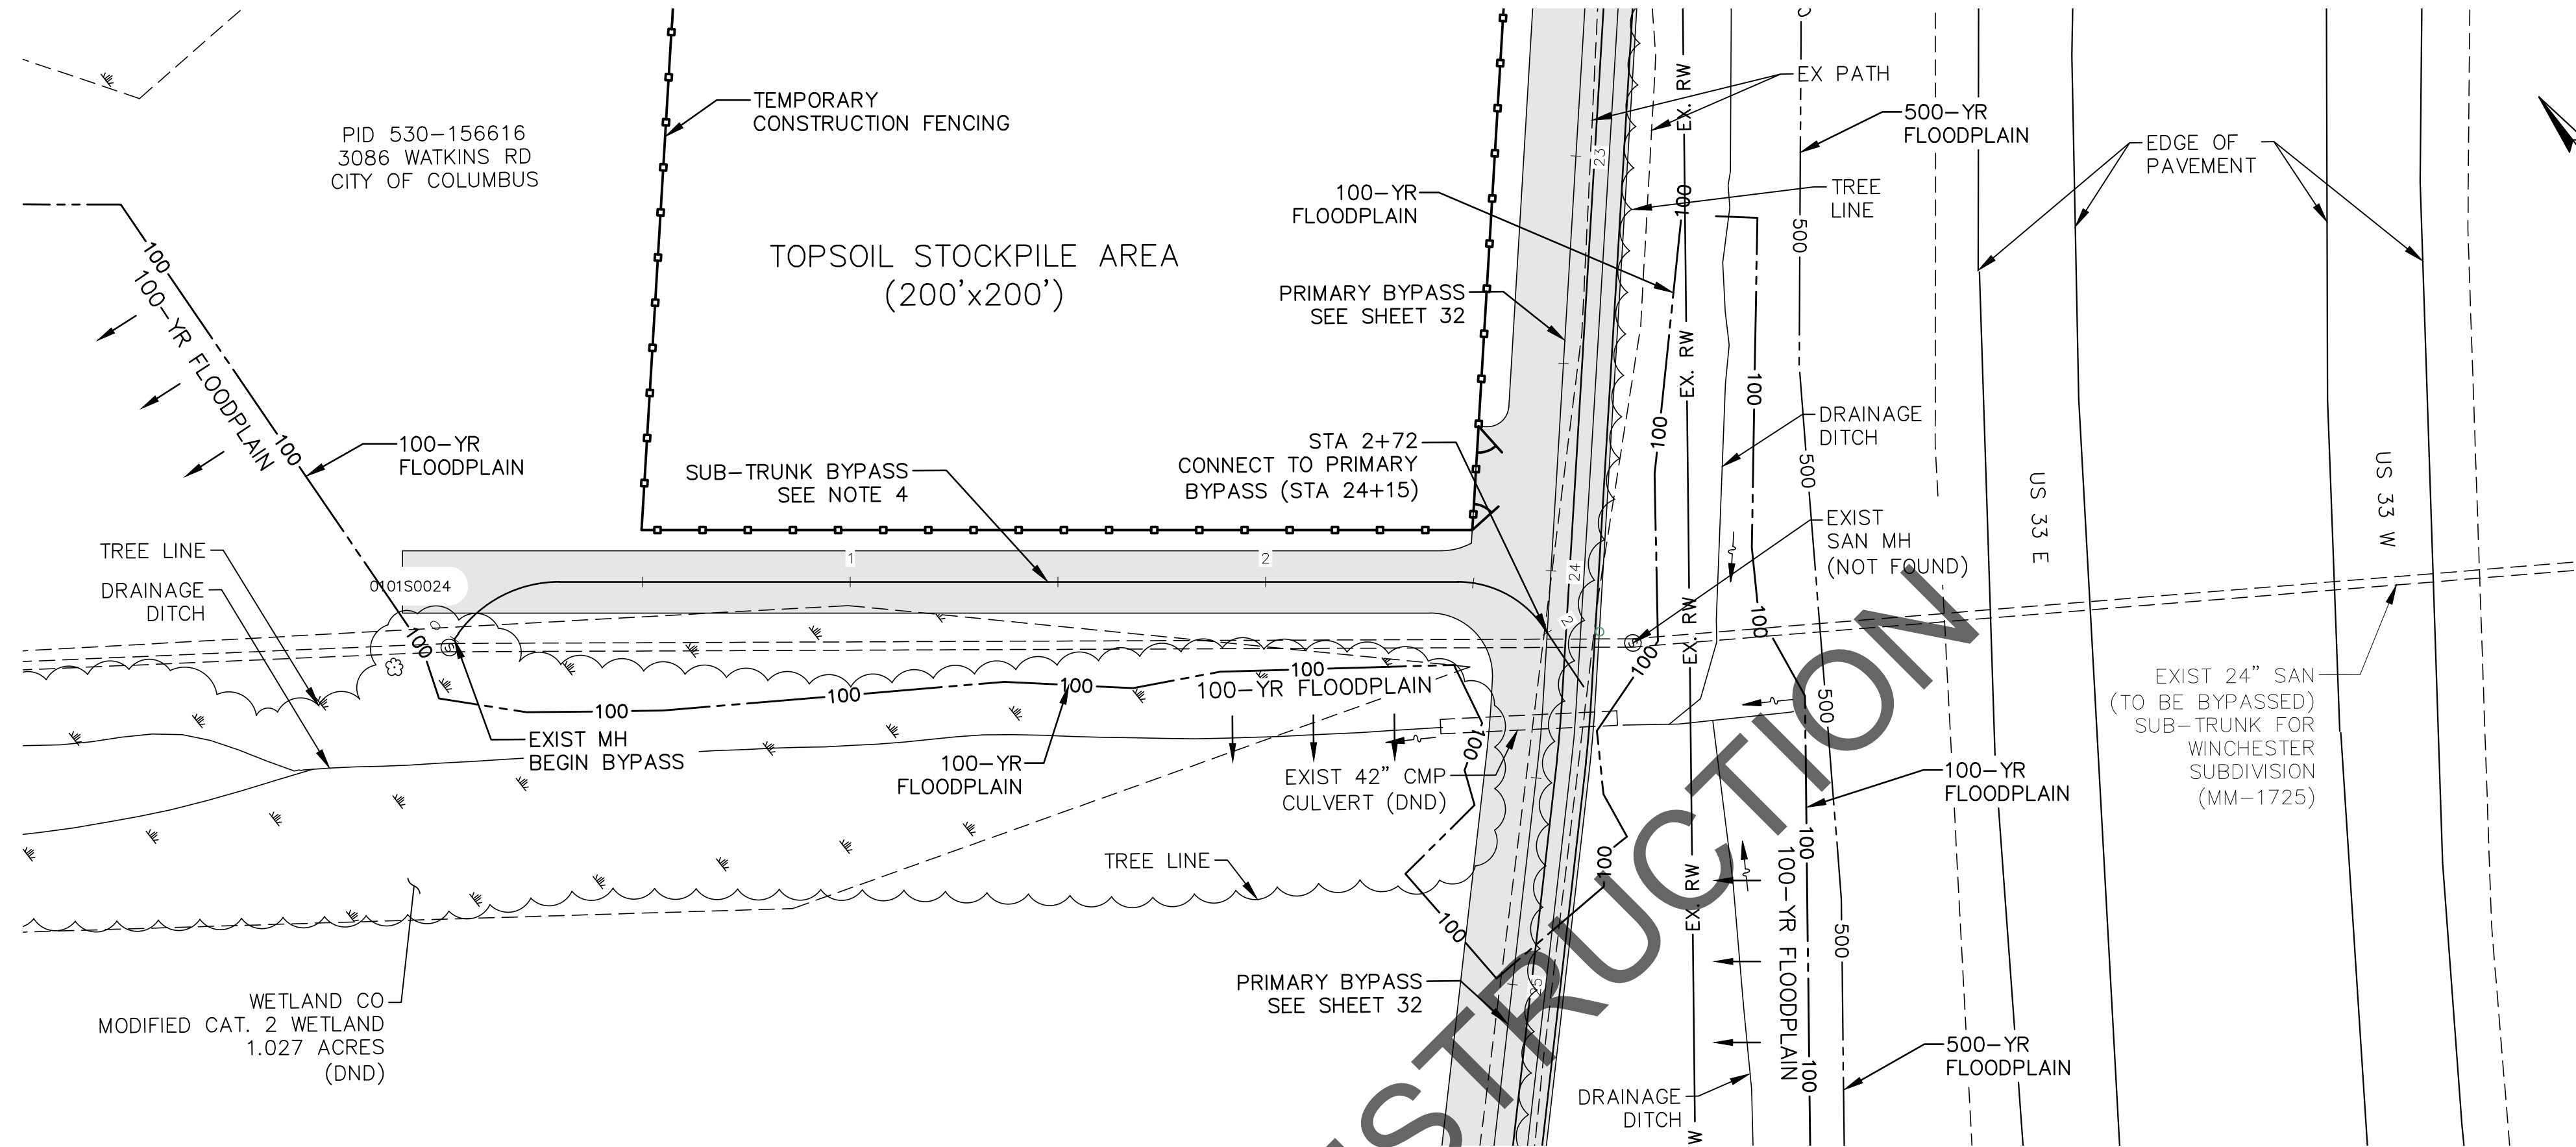 PID 530-156616
3086 WATKINS RD
CITY OF COLUMBUS
TEMPORARY
CONSTRUCTION FENCING
TOPSOIL STOCKPILE AREA
(200'x200')
100-YR
FLOODPLAIN
PRIMARY BYPASS
SEE SHEET 32
EX PATH
500-YR
FLOODPLAIN
TREE
LINE
EDGE OF
PAVEMENT
EX. RW
EX. RW
EX. RW
EX. RW
W
23
24
25
100
100
100
100
100
500
500
500
500
100-YR FLOODPLAIN
100
100
100
100-YR
FLOODPLAIN
SUB-TRUNK BYPASS
SEE NOTE 4
STA 2+72
CONNECT TO PRIMARY
BYPASS (STA 24+15)
DRAINAGE
DITCH
EXIST
SAN MH
(NOT FOUND)
US 33 E
US 33 W
TREE LINE
DRAINAGE
DITCH
0101S0024
1
2
2
S
S
EXIST MH
BEGIN BYPASS
100
100
100
100
100-YR FLOODPLAIN
100-YR
FLOODPLAIN
100
100
100
EXIST 42" CMP
CULVERT (DND)
EXIST 24" SAN
(TO BE BYPASSED)
SUB-TRUNK FOR
WINCHESTER
SUBDIVISION
(MM-1725)
100-YR
FLOODPLAIN
TREE LINE
100
100
100-YR FLOODPLAIN
WETLAND CO
MODIFIED CAT. 2 WETLAND
1.027 ACRES
(DND)
PRIMARY BYPASS
SEE SHEET 32
500-YR
FLOODPLAIN
DRAINAGE
DITCH
STRUCTION